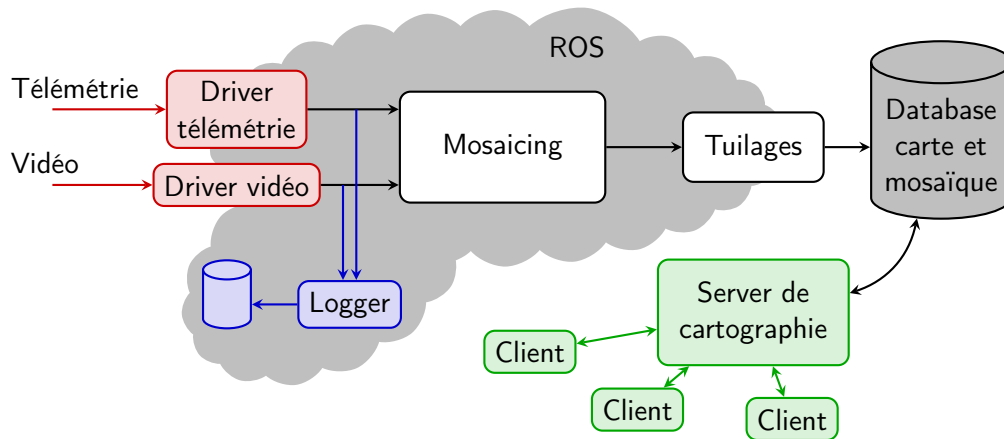 ROS
Télémétrie
Driver
télémétrie
Mosaicing
Tuilages
Database
carte et
mosaïque
Vidéo
Driver vidéo
Logger
Server de
cartographie
Client
Client
Client